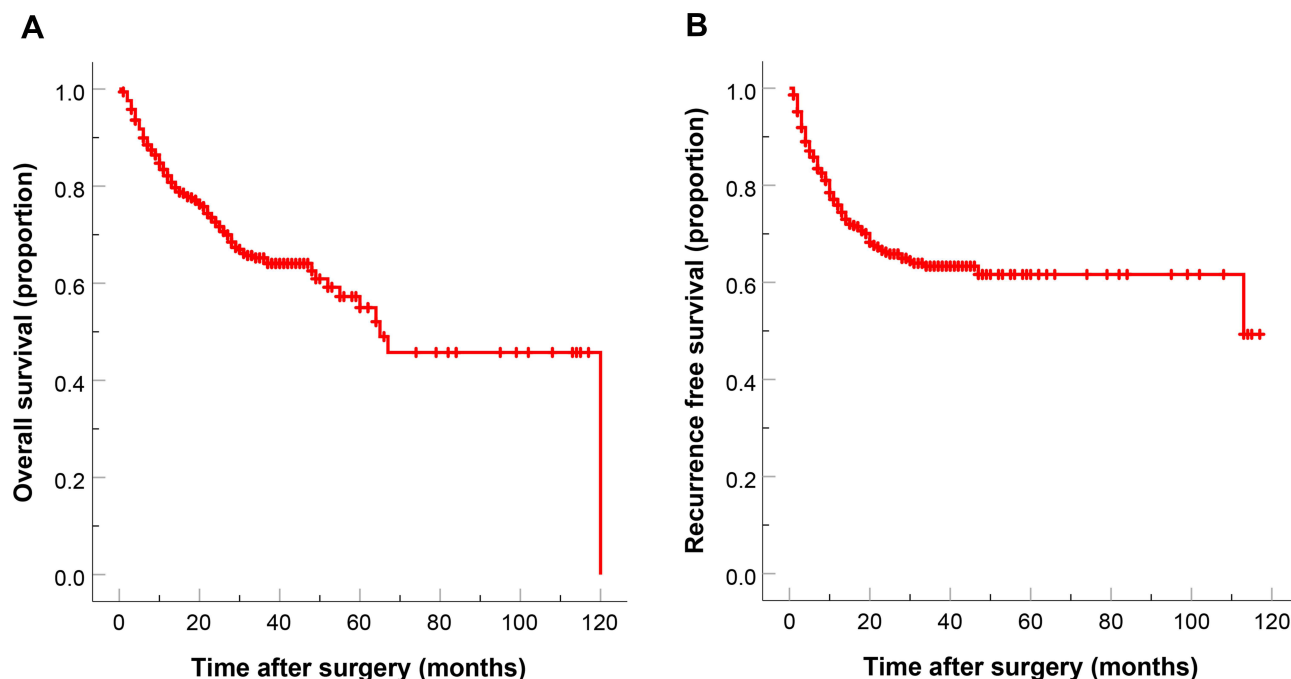 A
Overall survival (proportion)
1.0
0.8
0.6
0.4
0.2
0.0
0 20 40 60 80 100 120
Time after surgery (months)
B
Recurrence free survival (proportion)
1.0
0.8
0.6
0.4
0.2
0.0
0 20 40 60 80 100 120
Time after surgery (months)